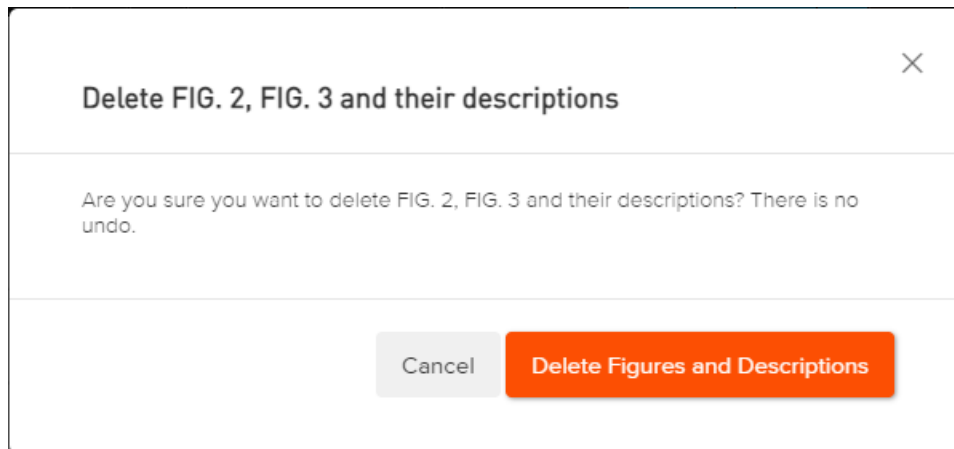 Delete FIG. 2, FIG. 3 and their descriptions
Are you sure you want to delete FIG. 2, FIG. 3 and their descriptions? There is no
undo.
Cancel
Delete Figures and Descriptions